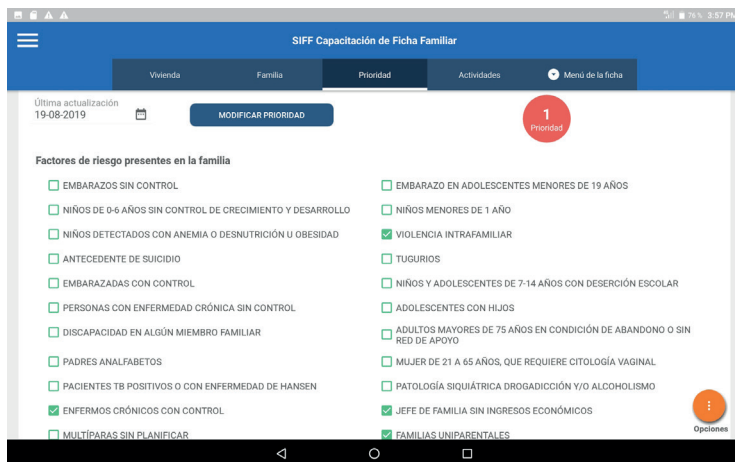 79% 3:57 PM
SIFF Capacitación de Ficha Familiar
Vivienda Familia Prioridad Actividades Menú de la ficha
Última actualización
19-08-2019
MODIFICAR PRIORIDAD
1
Prioridad
Factores de riesgo presentes en la familia
EMBARAZOS SIN CONTROL
EMBARAZO EN ADOLESCENTES MENORES DE 19 AÑOS
NIÑOS DE 0-6 AÑOS SIN CONTROL DE CRECIMIENTO Y DESARROLLO
NIÑOS MENORES DE 1 AÑO
NIÑOS DETECTADOS CON ANEMIA O DESNUTRICIÓN U OBESIDAD
VIOLENCIA INTRAFAMILIAR
ANTECEDENTE DE SUICIDIO
TUGURIOS
EMBARAZADAS CON CONTROL
NIÑOS Y ADOLESCENTES DE 7-14 AÑOS CON DESERCIÓN ESCOLAR
PERSONAS CON ENFERMEDAD CRÓNICA SIN CONTROL
ADOLESCENTES CON HIJOS
DISCAPACIDAD EN ALGÚN MIEMBRO FAMILIAR
ADULTOS MAYORES DE 75 AÑOS EN CONDICIÓN DE ABANDONO O SIN
RED DE APOYO
PADRES ANALFABETOS
MUJER DE 21 A 65 AÑOS, QUE REQUIERE CITOLOGÍA VAGINAL
PACIENTES TB POSITIVOS O CON ENFERMEDAD DE HANSEN
PATOLOGÍA SIQUIÁTRICA DROGADICCIÓN Y/O ALCOHOLISMO
ENFERMOS CRÓNICOS CON CONTROL
JEFE DE FAMILIA SIN INGRESOS ECONÓMICOS
MULTÍPARAS SIN PLANIFICAR
FAMILIAS UNIPARENTALES
Opciones